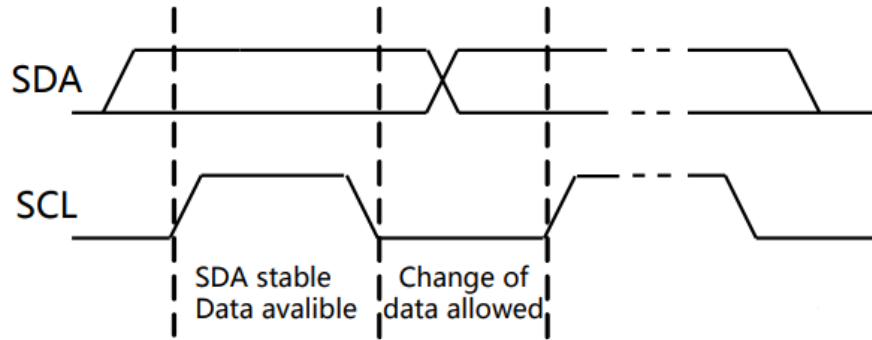 SDA
SCL
SDA stable
Data avalible
Change of
data allowed